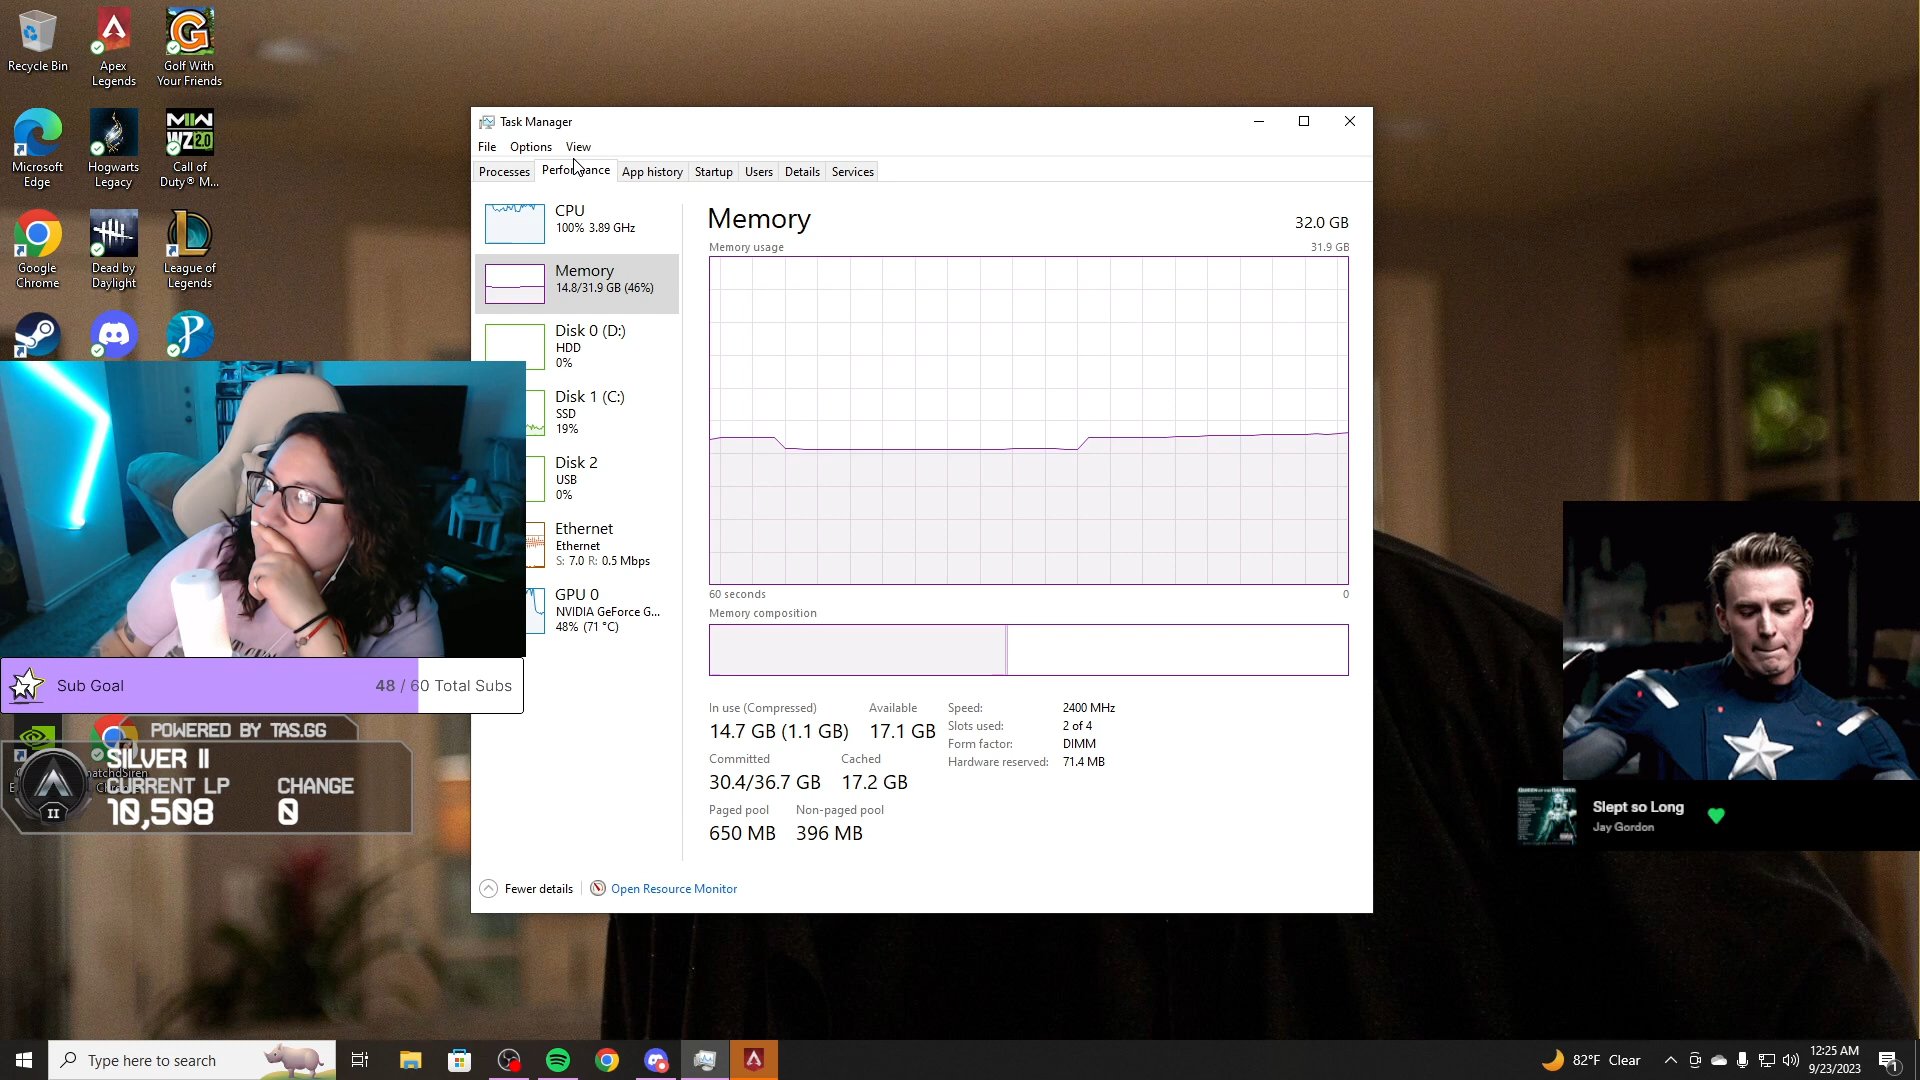 Recycle Bin
Apex
Legends
Golf With
Your Friends
Microsoft
Edge
Hogwarts
Legacy
MW
WZ 2.0
Call of
Duty® M...
Google
Chrome
Dead by
Daylight
League of
Legends
Task Manager
File Options View
Processes Performance App history Startup Users Details Services
CPU
100% 3.89 GHz
Memory
14.8/31.9 GB (46%)
Disk 0 (D:)
HDD
0%
Disk 1 (C:)
SSD
19%
Disk 2
USB
0%
Ethernet
Ethernet
S: 7.0 R: 0.5 Mbps
GPU 0
NVIDIA GeForce G...
48% (71 °C)
Memory
32.0 GB
Memory usage
31.9 GB
60 seconds
0
Memory composition
In use (Compressed)
14.7 GB (1.1 GB)
Available
17.1 GB
Committed
30.4/36.7 GB
Cached
17.2 GB
Paged pool
650 MB
Non-paged pool
396 MB
Speed: 2400 MHz
Slots used: 2 of 4
Form factor: DIMM
Hardware reserved: 71.4 MB
Fewer details
Open Resource Monitor
Sub Goal 48 / 60 Total Subs
POWERED BY TAS.GG
SILVER II
CURRENT LP CHANGE
10,508 0
II
Slept so Long
Jay Gordon
Type here to search
82°F Clear
12:25 AM
9/23/2023
1